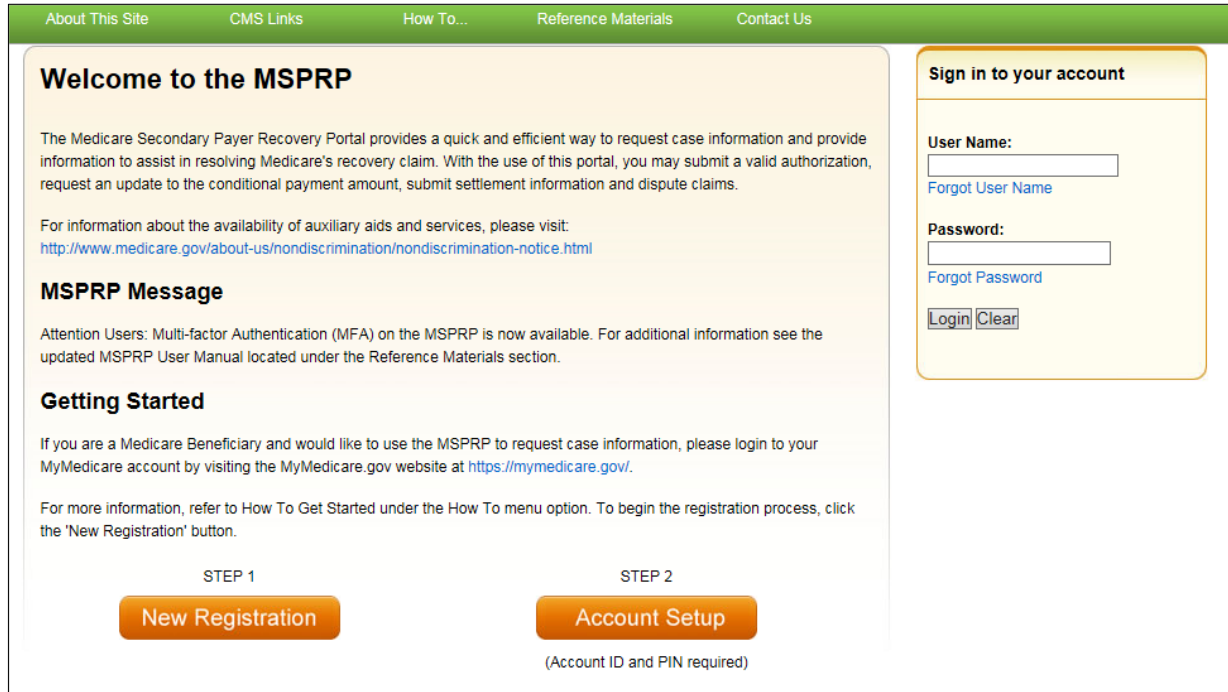 About This Site CMS Links How To... Reference Materials Contact Us
Welcome to the MSPRP
The Medicare Secondary Payer Recovery Portal provides a quick and efficient way to request case information and provide
information to assist in resolving Medicare's recovery claim. With the use of this portal, you may submit a valid authorization,
request an update to the conditional payment amount, submit settlement information and dispute claims.
For information about the availability of auxiliary aids and services, please visit:
http://www.medicare.gov/about-us/nondiscrimination/nondiscrimination-notice.html
MSPRP Message
Attention Users: Multi-factor Authentication (MFA) on the MSPRP is now available. For additional information see the
updated MSPRP User Manual located under the Reference Materials section.
Getting Started
If you are a Medicare Beneficiary and would like to use the MSPRP to request case information, please login to your
MyMedicare account by visiting the MyMedicare.gov website at https://mymedicare.gov/.
For more information, refer to How To Get Started under the How To menu option. To begin the registration process, click
the 'New Registration' button.
STEP 1 STEP 2
New Registration Account Setup
(Account ID and PIN required)
Sign in to your account
User Name:
Forgot User Name
Password:
Forgot Password
Login Clear